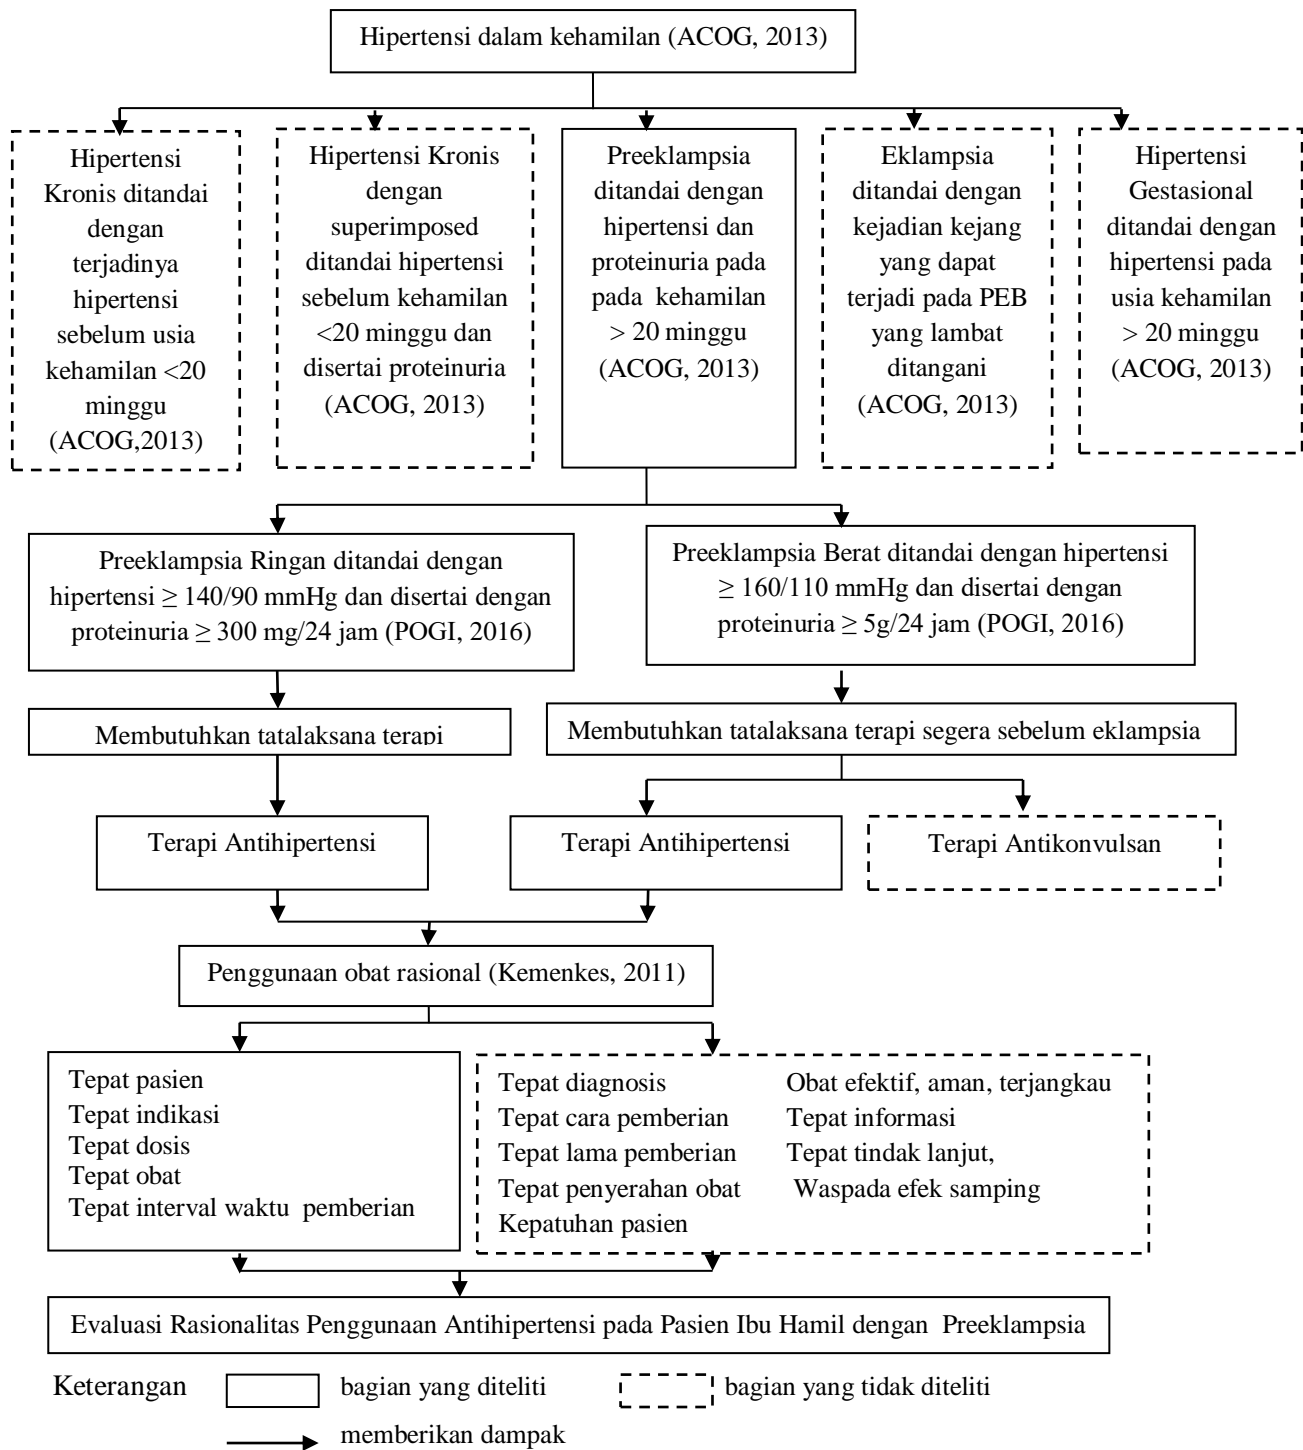 Hipertensi dalam kehamilan (ACOG, 2013)
Hipertensi
Kronis ditandai
dengan
terjadinya
hipertensi
sebelum usia
kehamilan <20
minggu
(ACOG,2013)
Hipertensi Kronis
dengan
superimposed
ditandai hipertensi
sebelum kehamilan
<20 minggu dan
disertai proteinuria
(ACOG, 2013)
Preeklampsia
ditandai dengan
hipertensi dan
proteinuria pada
pada kehamilan
> 20 minggu
(ACOG, 2013)
Eklampsia
ditandai dengan
kejadian kejang
yang dapat
terjadi pada PEB
yang lambat
ditangani
(ACOG, 2013)
Hipertensi
Gestasional
ditandai dengan
hipertensi pada
usia kehamilan
> 20 minggu
(ACOG, 2013)
Preeklampsia Ringan ditandai dengan
hipertensi ≥ 140/90 mmHg dan disertai dengan
proteinuria ≥ 300 mg/24 jam (POGI, 2016)
Preeklampsia Berat ditandai dengan hipertensi
≥ 160/110 mmHg dan disertai dengan
proteinuria ≥ 5g/24 jam (POGI, 2016)
Membutuhkan tatalaksana terapi
Membutuhkan tatalaksana terapi segera sebelum eklampsia
Terapi Antihipertensi
Terapi Antihipertensi
Terapi Antikonvulsan
Penggunaan obat rasional (Kemenkes, 2011)
Tepat pasien
Tepat indikasi
Tepat dosis
Tepat obat
Tepat interval waktu pemberian
Tepat diagnosis
Tepat cara pemberian
Tepat lama pemberian
Tepat penyerahan obat
Kepatuhan pasien
Obat efektif, aman, terjangkau
Tepat informasi
Tepat tindak lanjut,
Waspada efek samping
Evaluasi Rasionalitas Penggunaan Antihipertensi pada Pasien Ibu Hamil dengan Preeklampsia
Keterangan
bagian yang diteliti
bagian yang tidak diteliti
memberikan dampak